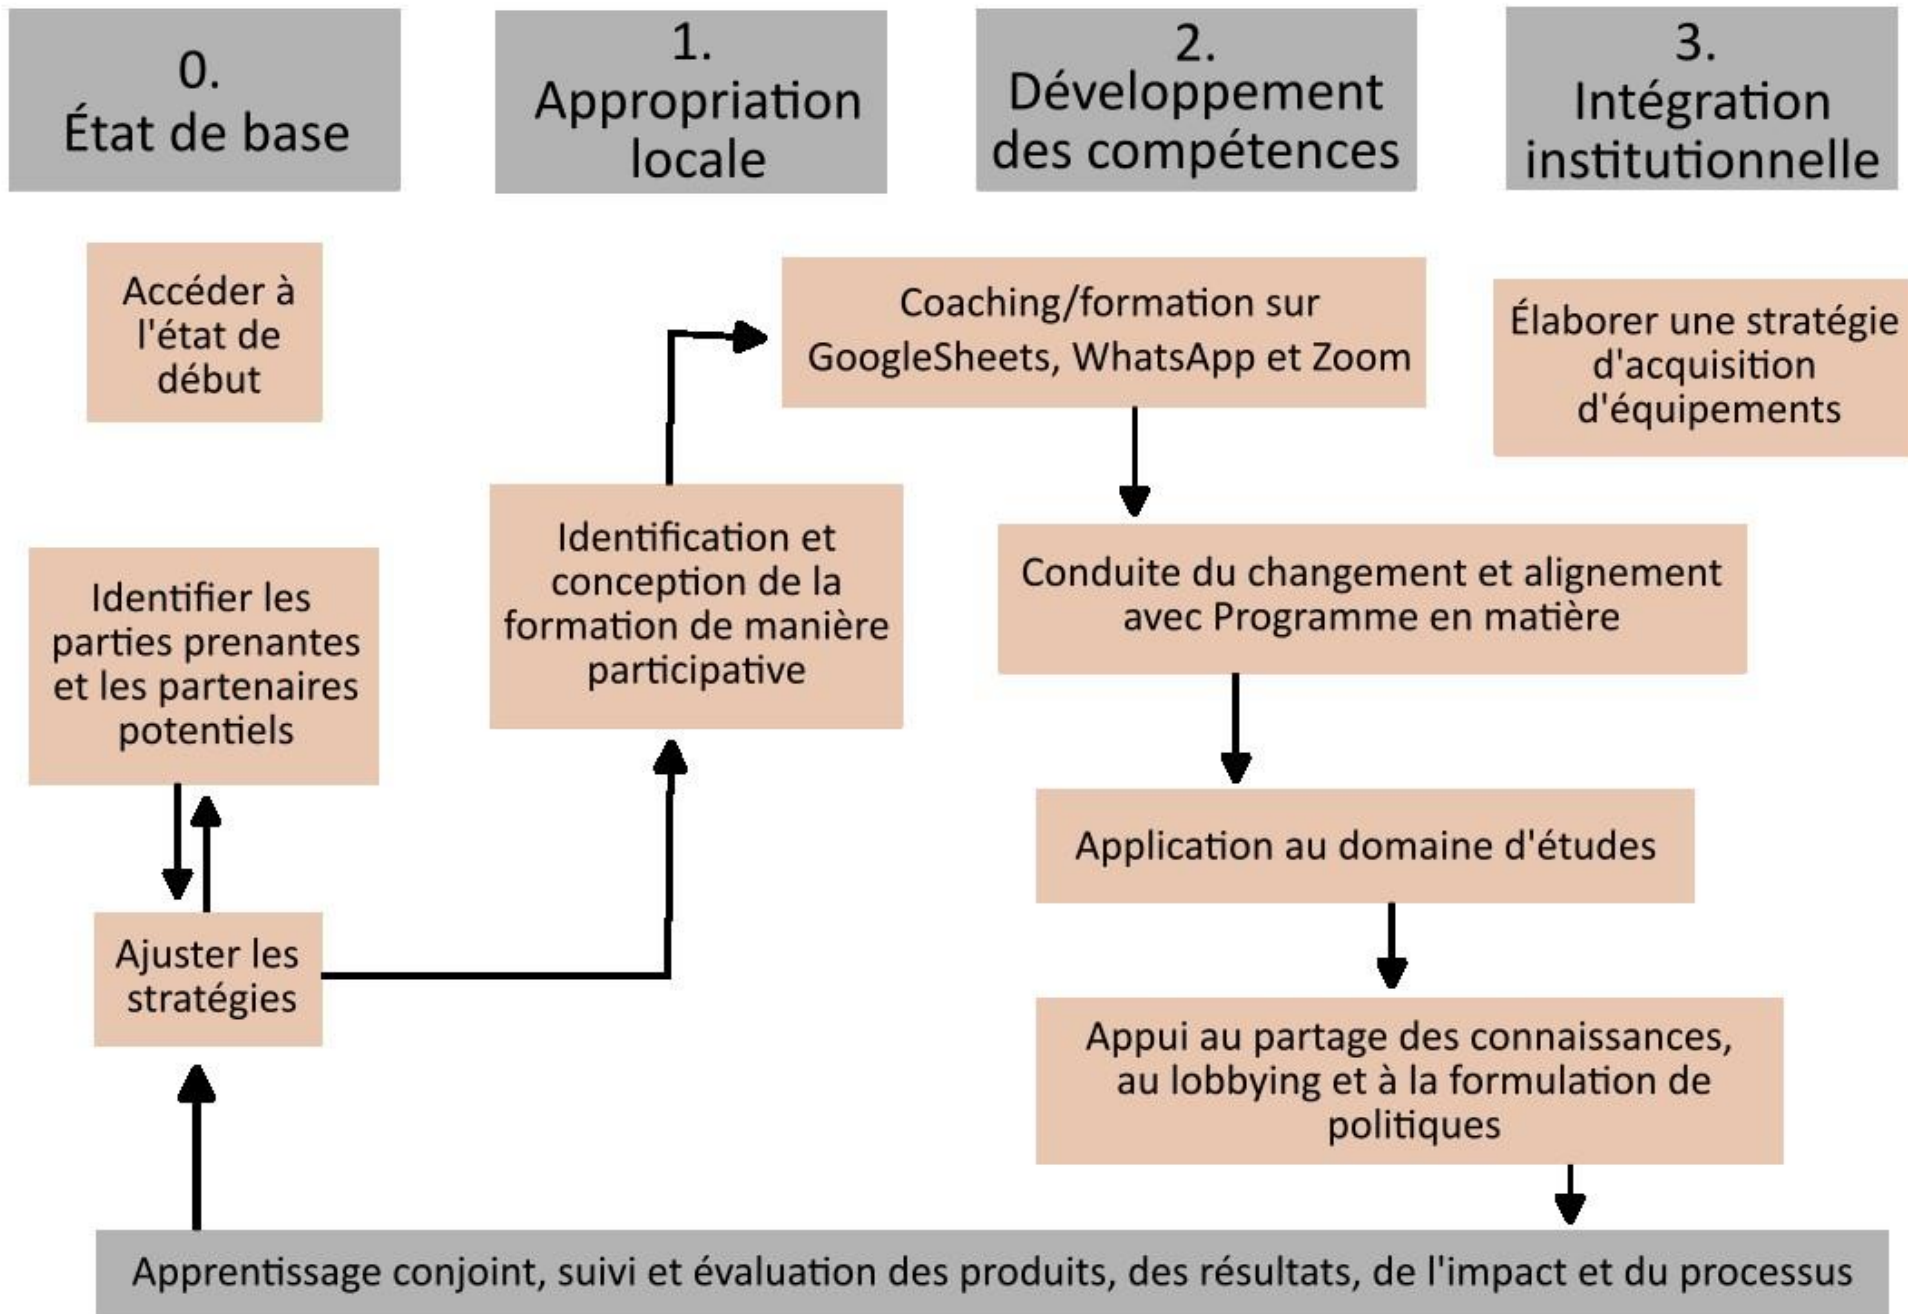 0.
État de base
1.
Appropriation
locale
2.
Développement
des compétences
3.
Intégration
institutionnelle
Accéder à
l'état de
début
Identifier les
parties prenantes
et les partenaires
potentiels
Ajuster les
stratégies
Identification et
conception de la
formation de manière
participative
Coaching/formation sur
GoogleSheets, WhatsApp et Zoom
Conduite du changement et alignement
avec Programme en matière
Application au domaine d'études
Appui au partage des connaissances,
au lobbying et à la formulation de
politiques
Élaborer une stratégie
d'acquisition
d'équipements
Apprentissage conjoint, suivi et évaluation des produits, des résultats, de l'impact et du processus